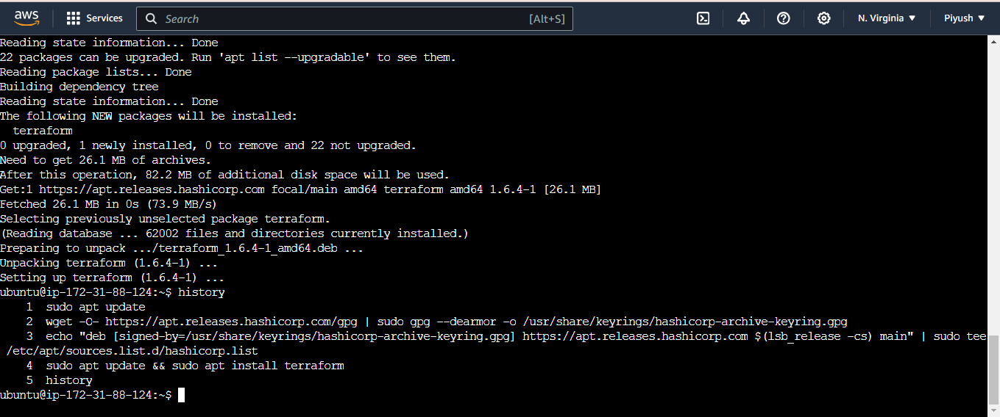 aws Services Search [Alt+S] N. Virginia Piyush
Reading state information... Done
22 packages can be upgraded. Run 'apt list --upgradable' to see them.
Reading package lists... Done
Building dependency tree
Reading state information... Done
The following NEW packages will be installed:
  terraform
0 upgraded, 1 newly installed, 0 to remove and 22 not upgraded.
Need to get 26.1 MB of archives.
After this operation, 82.2 MB of additional disk space will be used.
Get:1 https://apt.releases.hashicorp.com focal/main amd64 terraform amd64 1.6.4-1 [26.1 MB]
Fetched 26.1 MB in 0s (73.9 MB/s)
Selecting previously unselected package terraform.
(Reading database ... 62002 files and directories currently installed.)
Preparing to unpack .../terraform_1.6.4-1_amd64.deb ...
Unpacking terraform (1.6.4-1) ...
Setting up terraform (1.6.4-1) ...
ubuntu@ip-172-31-88-124:~$ history
    1  sudo apt update
    2  wget -O- https://apt.releases.hashicorp.com/gpg | sudo gpg --dearmor -o /usr/share/keyrings/hashicorp-archive-keyring.gpg
    3  echo "deb [signed-by=/usr/share/keyrings/hashicorp-archive-keyring.gpg] https://apt.releases.hashicorp.com $(lsb_release -cs) main" | sudo tee
 /etc/apt/sources.list.d/hashicorp.list
    4  sudo apt update && sudo apt install terraform
    5  history
ubuntu@ip-172-31-88-124:~$